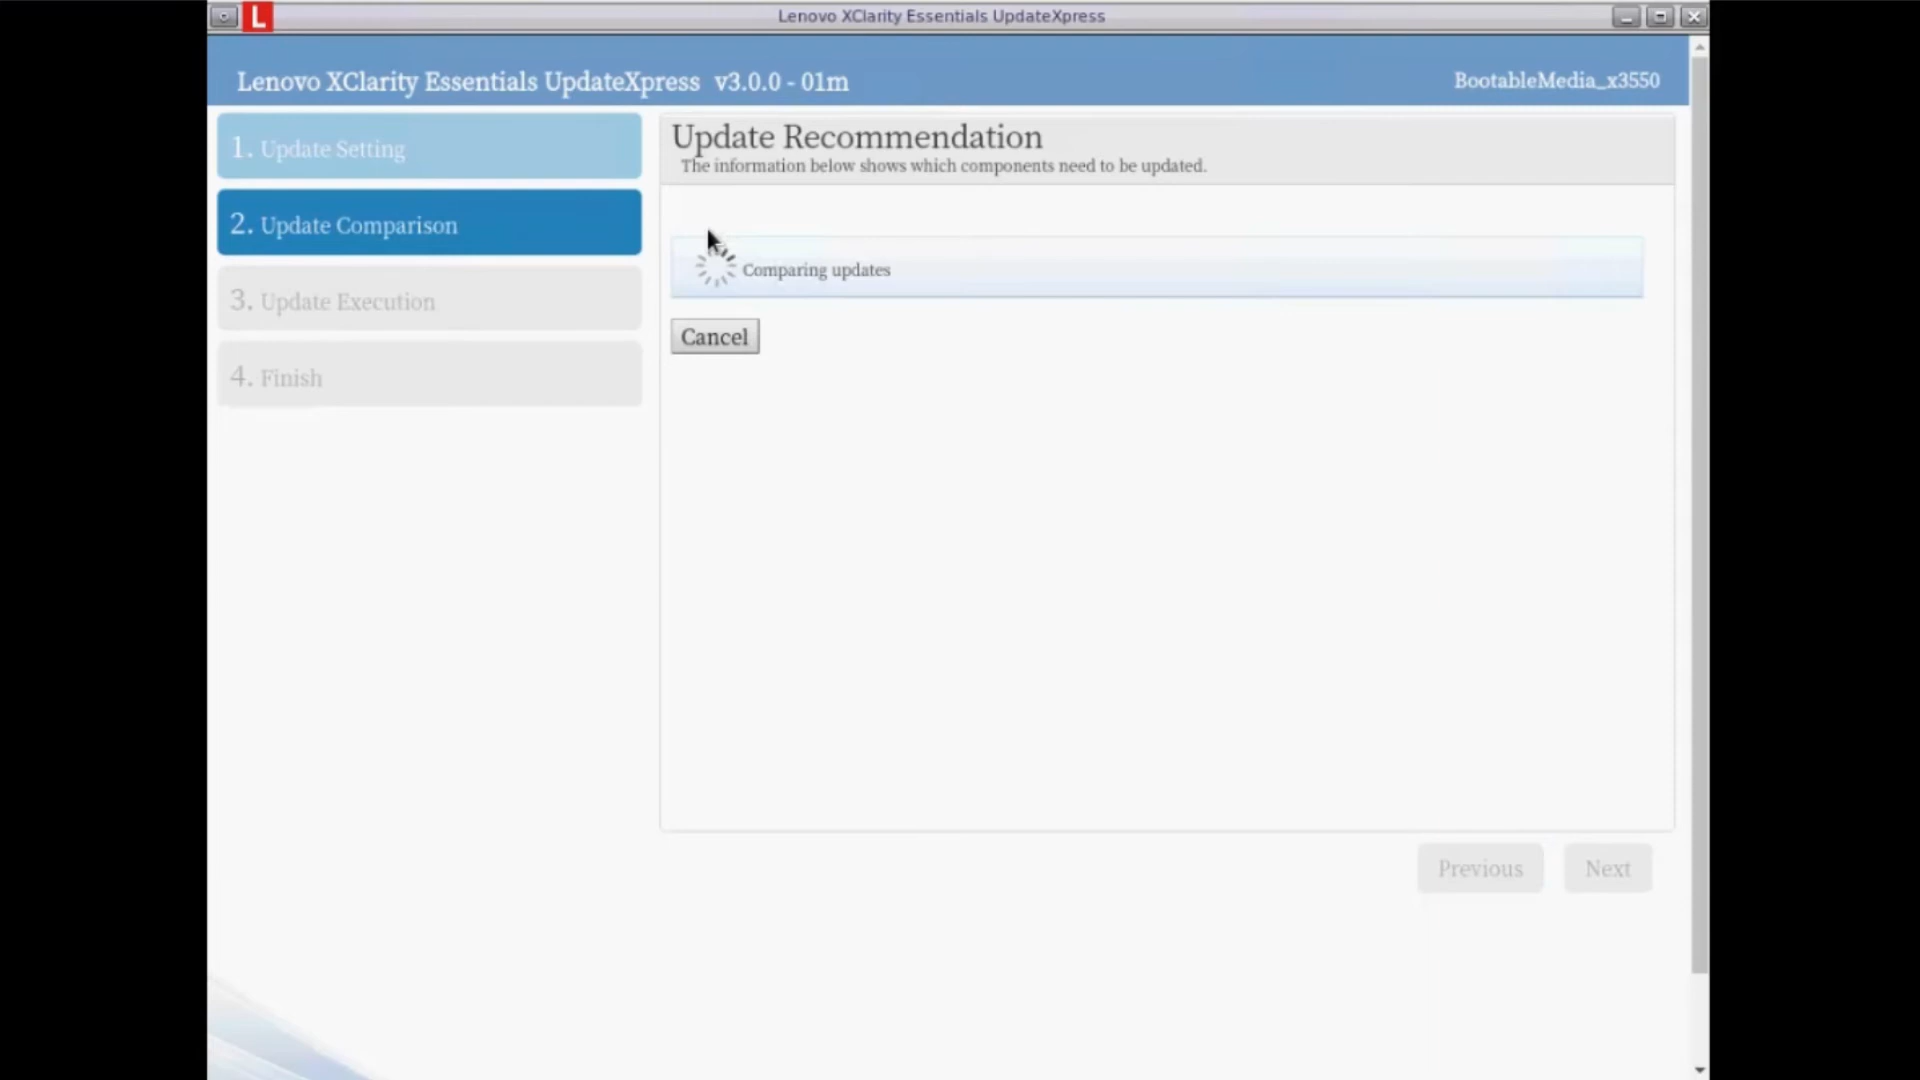 L
Lenovo XClarity Essentials UpdateXpress
Lenovo XClarity Essentials UpdateXpress v3.0.0 - 01m
BootableMedia_x3550
1. Update Setting
2. Update Comparison
3. Update Execution
4. Finish
Update Recommendation
The information below shows which components need to be updated.
Comparing updates
Cancel
Previous
Next